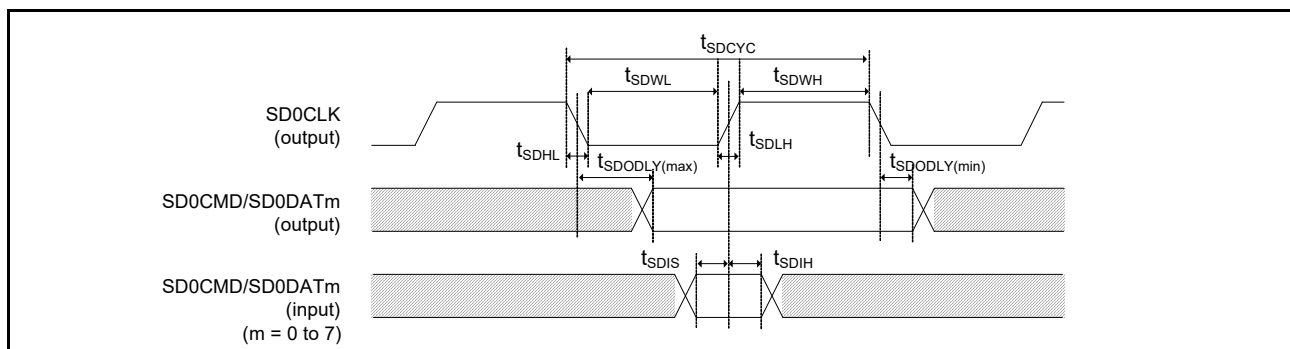 tSDCYC
tSDWL
tSDWH
SD0CLK
(output)
tSDHL
tSDLH
tSDODLY(max)
tSDODLY(min)
SD0CMD/SD0DATm
(output)
tSDIS
tSDIH
SD0CMD/SD0DATm
(input)
(m = 0 to 7)